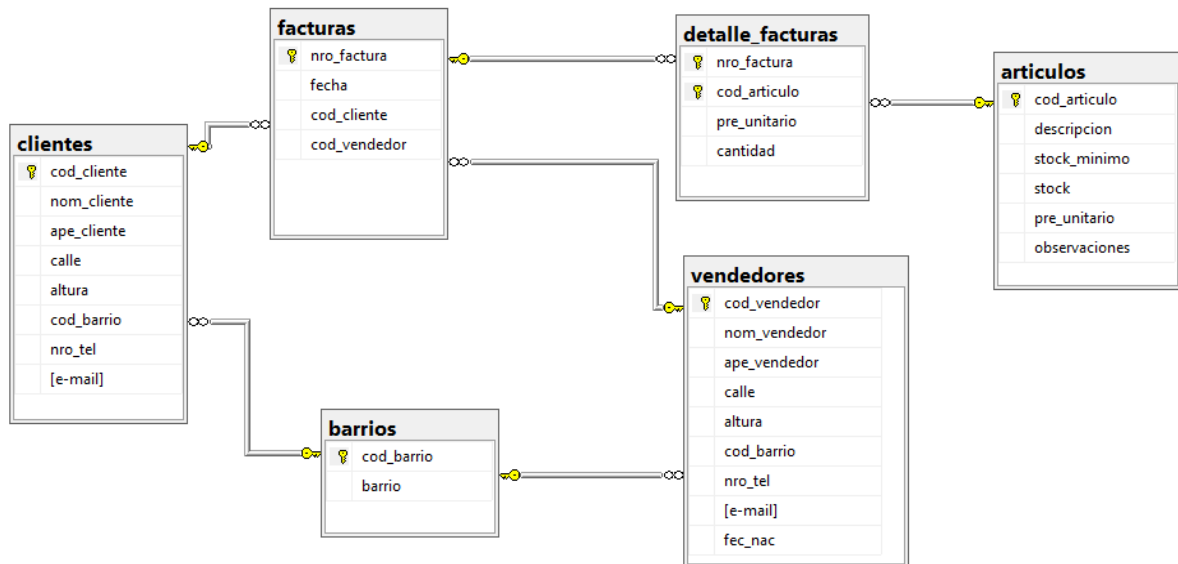 facturas
nro_factura
fecha
cod_cliente
cod_vendedor
detalle_facturas
nro_factura
cod_articulo
pre_unitario
cantidad
articulos
cod_articulo
descripcion
stock_minimo
stock
pre_unitario
observaciones
clientes
cod_cliente
nom_cliente
ape_cliente
calle
altura
cod_barrio
nro_tel
[e-mail]
vendedores
cod_vendedor
nom_vendedor
ape_vendedor
calle
altura
cod_barrio
nro_tel
[e-mail]
fec_nac
barrios
cod_barrio
barrio